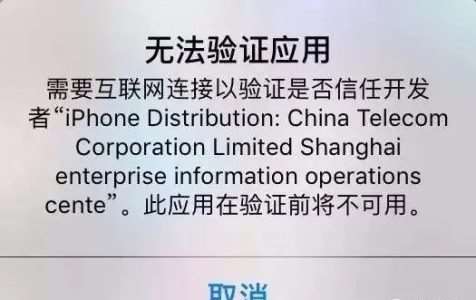 无法验证应用
需要互联网连接以验证是否信任开发
者“iPhone Distribution: China Telecom
Corporation Limited Shanghai
enterprise information operations
cente”。此应用在验证前将不可用。
取消